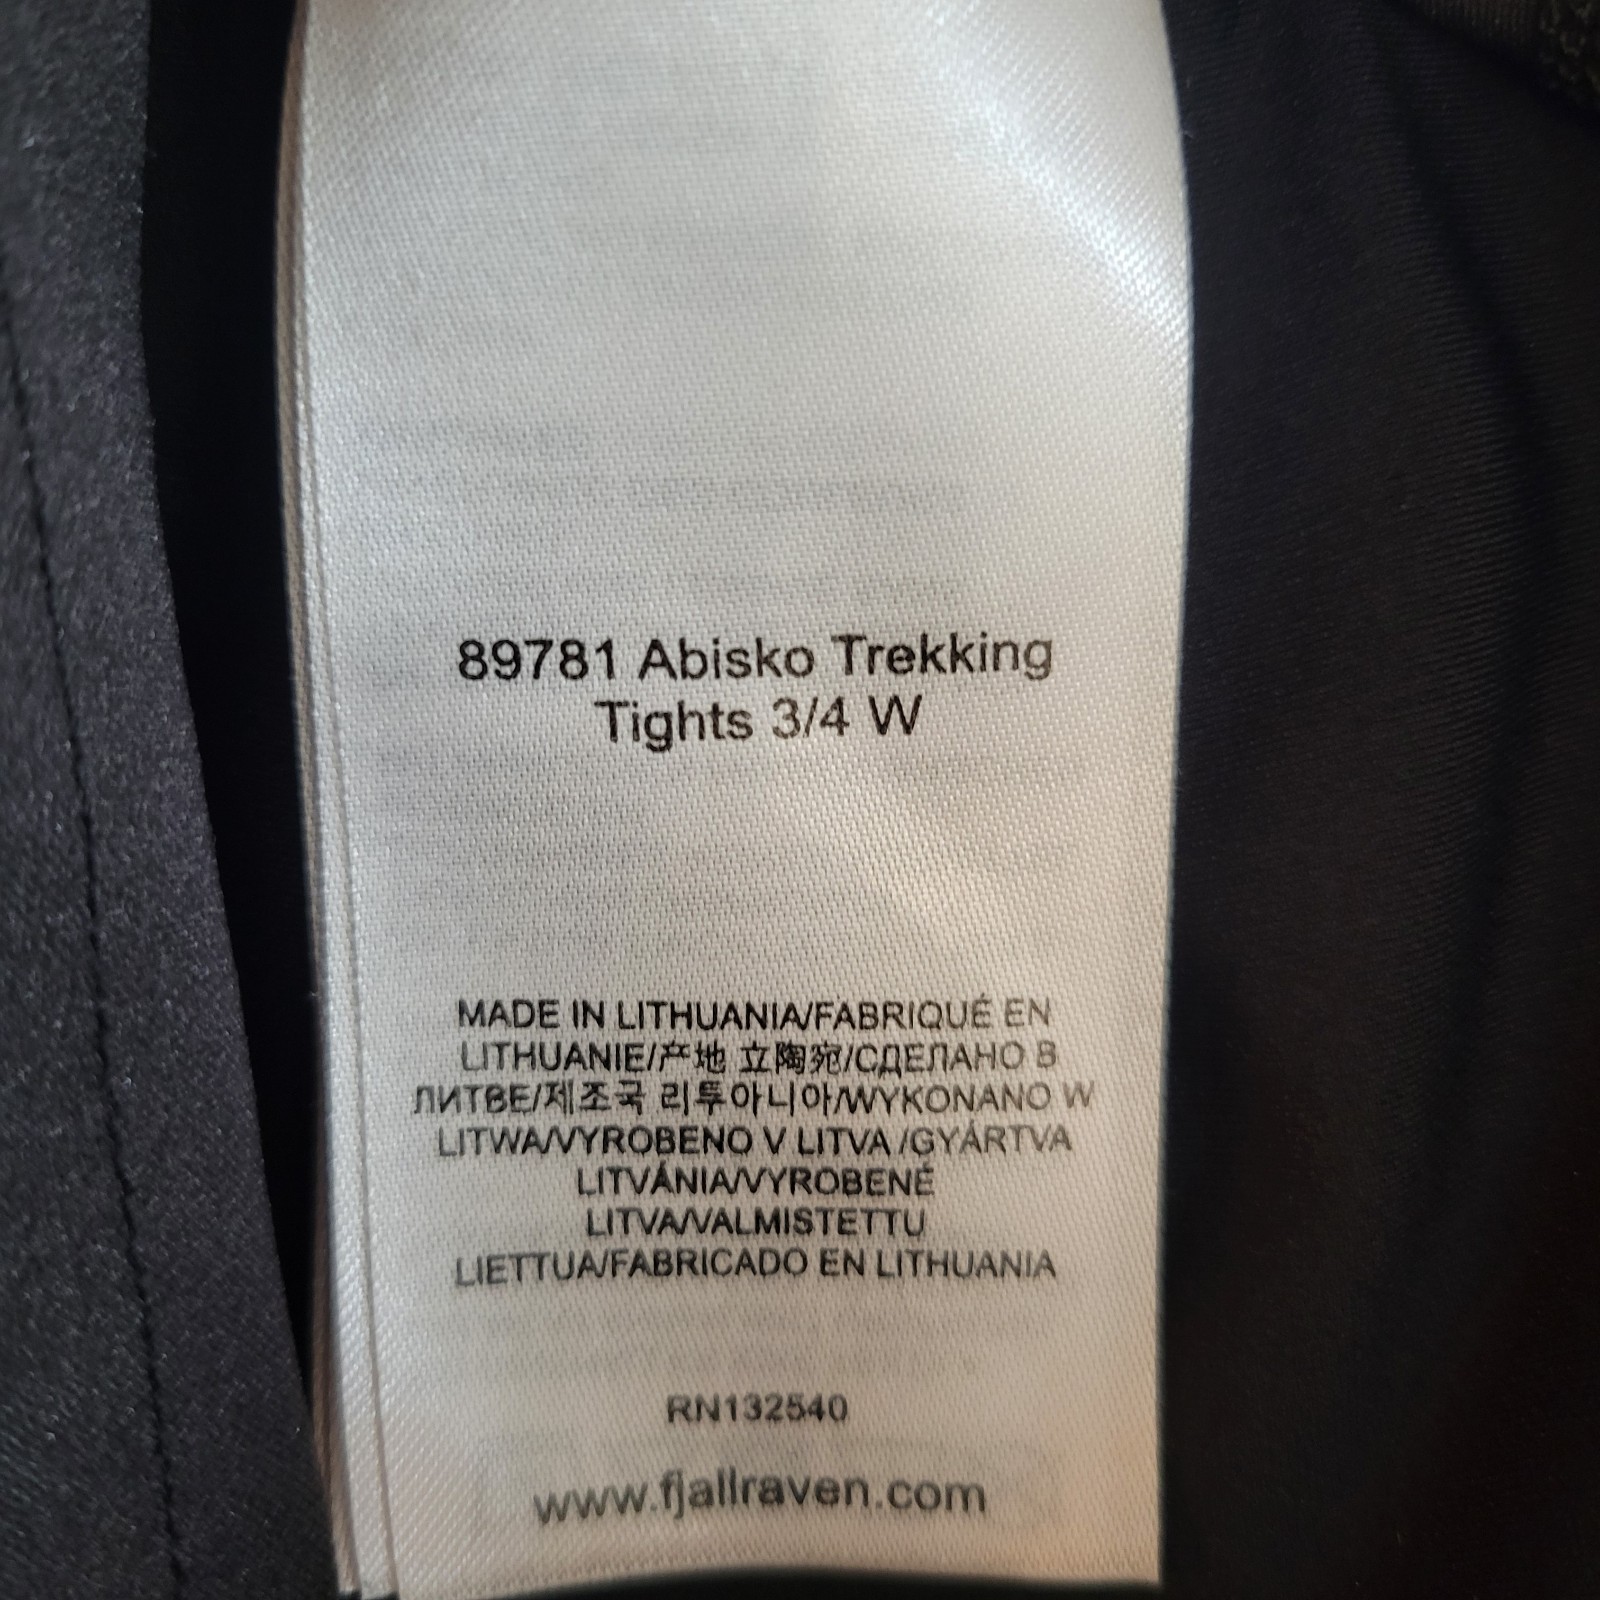 89781 Abisko Trekking
Tights 3/4 W
MADE IN LITHUANIA/FABRIQUÉ EN
LITHUANIE/产地 立陶宛/СДЕЛАНО В
ЛИТВЕ/제조국 리투아니아/WYKONANO W
LITWA/VYROBENO V LITVA /GYÁRTVA
LITVÁNIA/VYROBENÉ
LITVA/VALMISTETTU
LIETTUA/FABRICADO EN LITHUANIA
RN132540
www.fjallraven.com